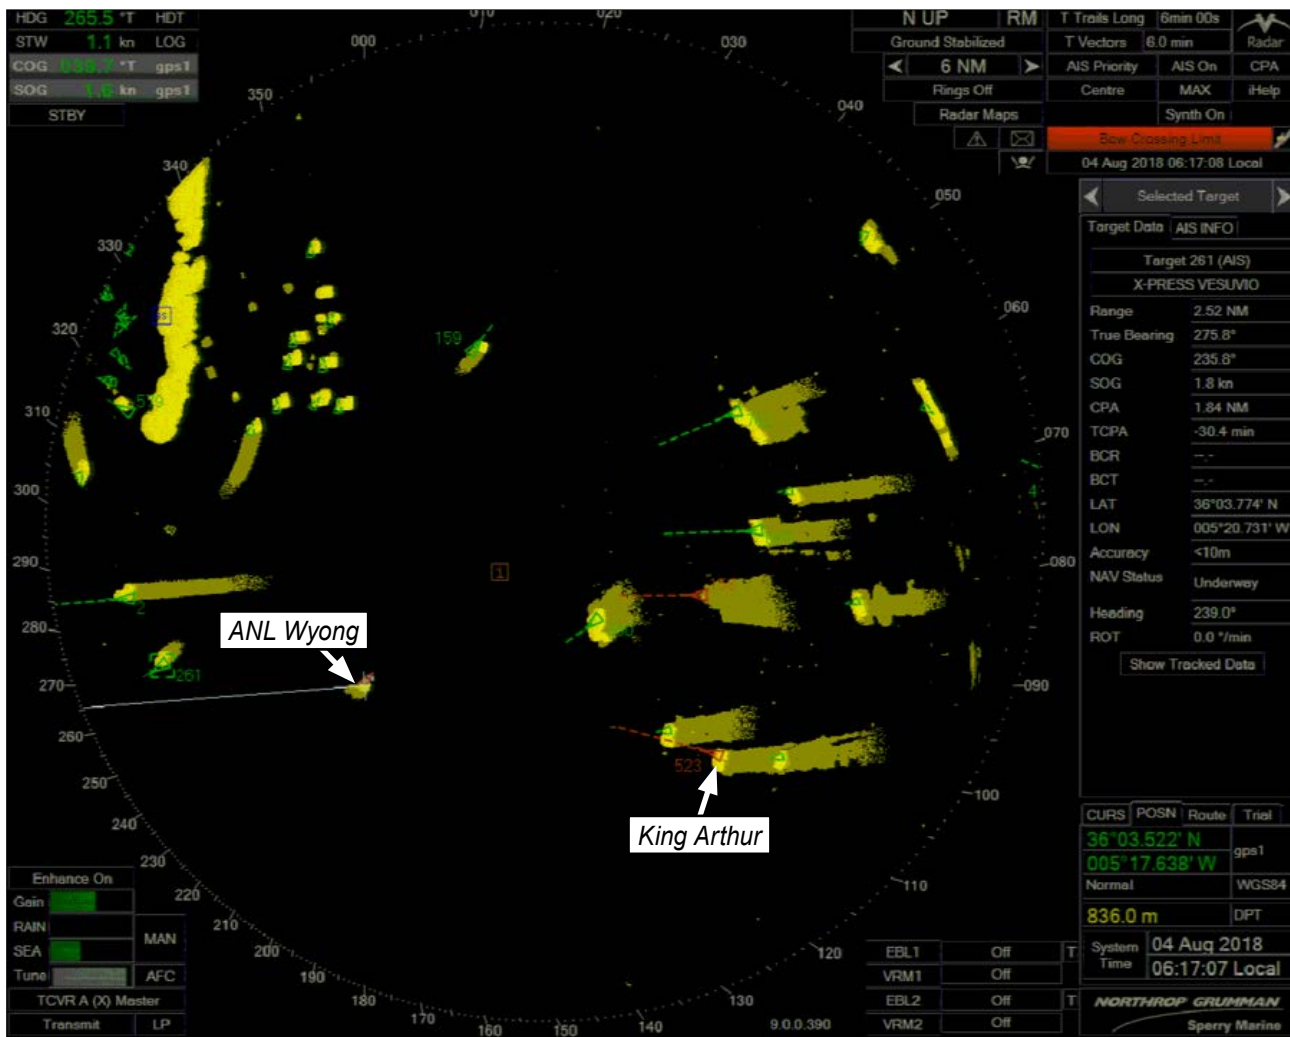 HDG 265.5 °T HDT
STW 1.1 kn LOG
COG 038.7 °T gps1
SOG 1.6 kn gps1
STBY
N UP RM
Ground Stabilized
6 NM
Rings Off
Radar Maps
T Trails Long 6min 00s
T Vectors 6.0 min
Radar
AIS Priority AIS On CPA
Centre MAX iHelp
Synth On
Bow Crossing Limit
04 Aug 2018 06:17:08 Local
Selected Target
Target Data AIS INFO
Target 261 (AIS)
X-PRESS VESUVIO
Range 2.52 NM
True Bearing 275.8°
COG 235.8°
SOG 1.8 kn
CPA 1.84 NM
TCPA -30.4 min
BCR --.-
BCT --.-
LAT 36°03.774' N
LON 005°20.731' W
Accuracy <10m
NAV Status Underway
Heading 239.0°
ROT 0.0 °/min
Show Tracked Data
CURS POSN Route Trial
36°03.522' N
005°17.638' W
gps1
Normal WGS84
836.0 m DPT
System Time
04 Aug 2018
06:17:07 Local
NORTHROP GRUMMAN
Sperry Marine
000
010
020
030
040
050
060
070
080
090
100
110
120
130
140
150
160
170
180
190
200
210
220
230
240
250
260
270
280
290
300
310
320
330
340
350
159
519
2
261
1
4
523
2
ANL Wyong
King Arthur
Enhance On
Gain
RAIN
SEA
MAN
Tune AFC
TCVR A (X) Master
Transmit LP
EBL1 Off T
VRM1 Off
EBL2 Off T
VRM2 Off
9.0.0.390